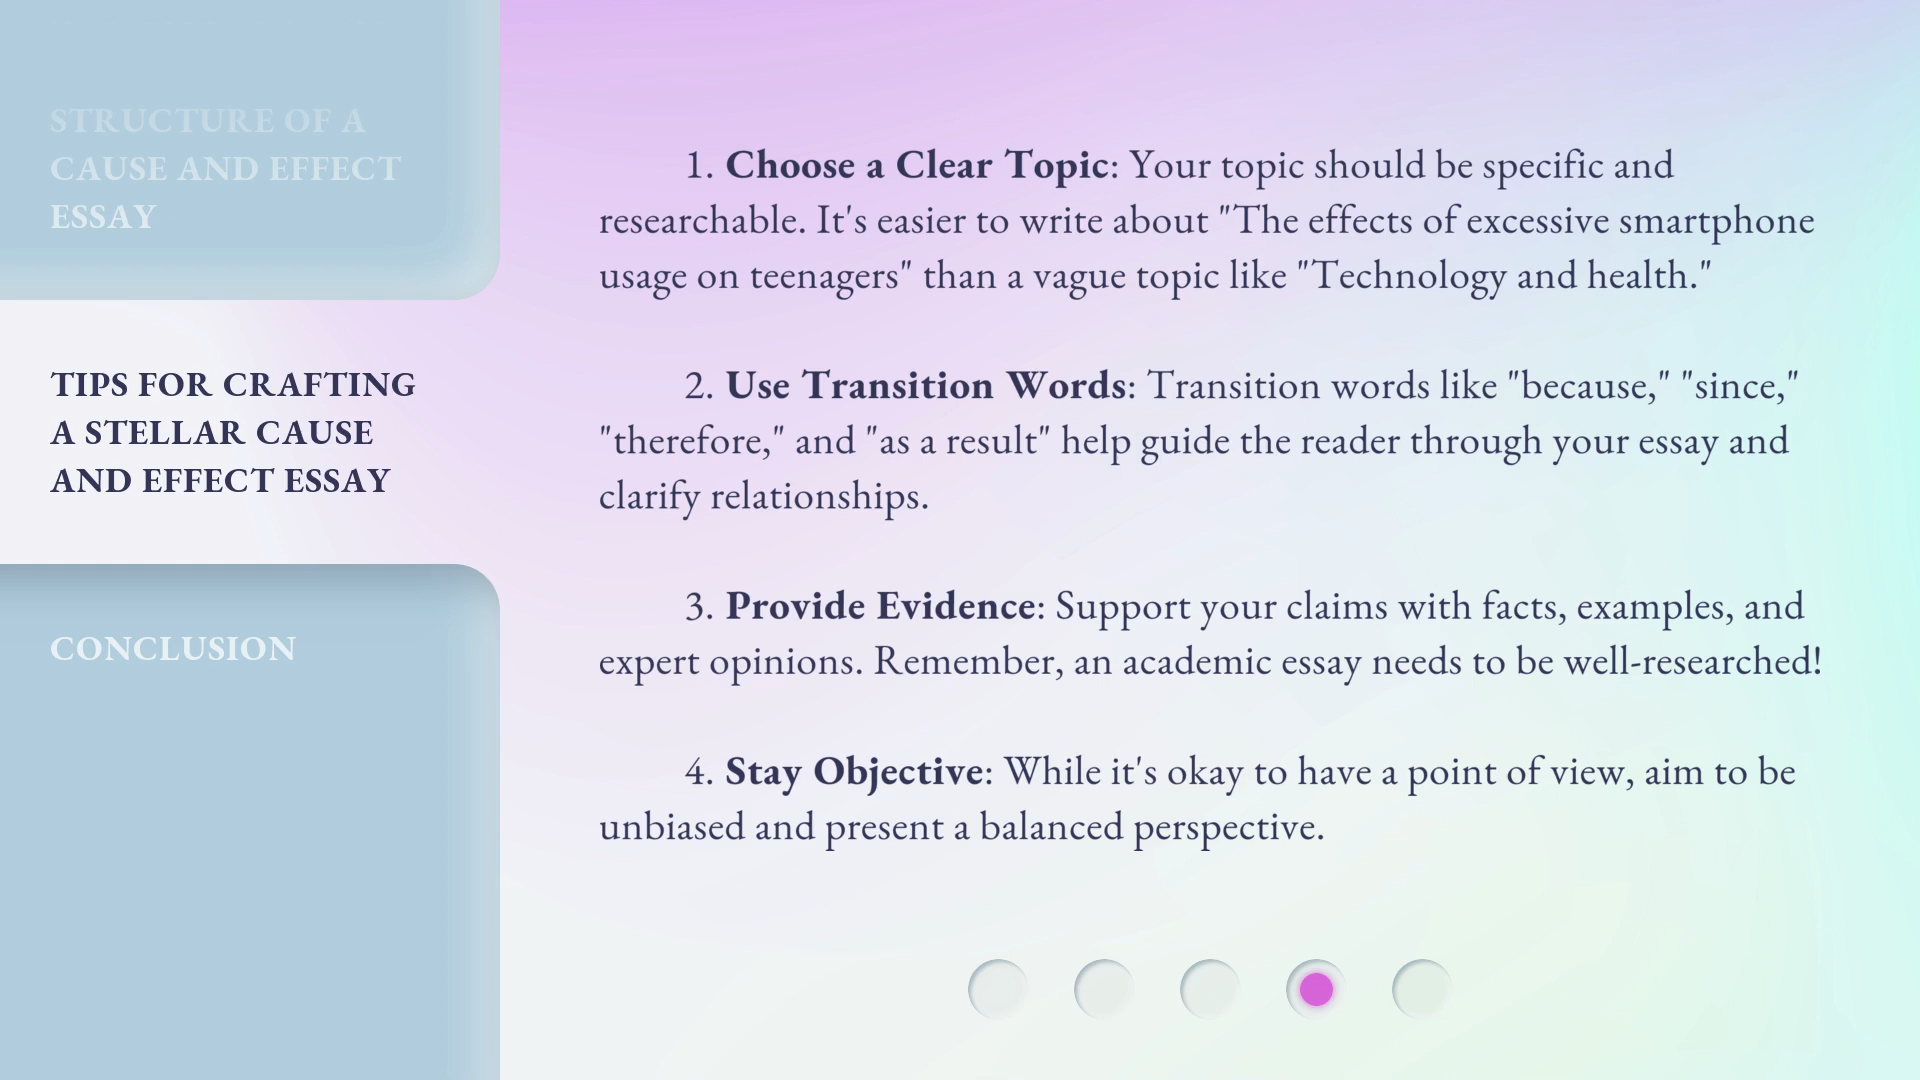 STRUCTURE OF A
CAUSE AND EFFECT
ESSAY
TIPS FOR CRAFTING
A STELLAR CAUSE
AND EFFECT ESSAY
CONCLUSION
1. Choose a Clear Topic: Your topic should be specific and
researchable. It's easier to write about "The effects of excessive smartphone
usage on teenagers" than a vague topic like "Technology and health."
2. Use Transition Words: Transition words like "because," "since,"
"therefore," and "as a result" help guide the reader through your essay and
clarify relationships.
3. Provide Evidence: Support your claims with facts, examples, and
expert opinions. Remember, an academic essay needs to be well-researched!
4. Stay Objective: While it's okay to have a point of view, aim to be
unbiased and present a balanced perspective.